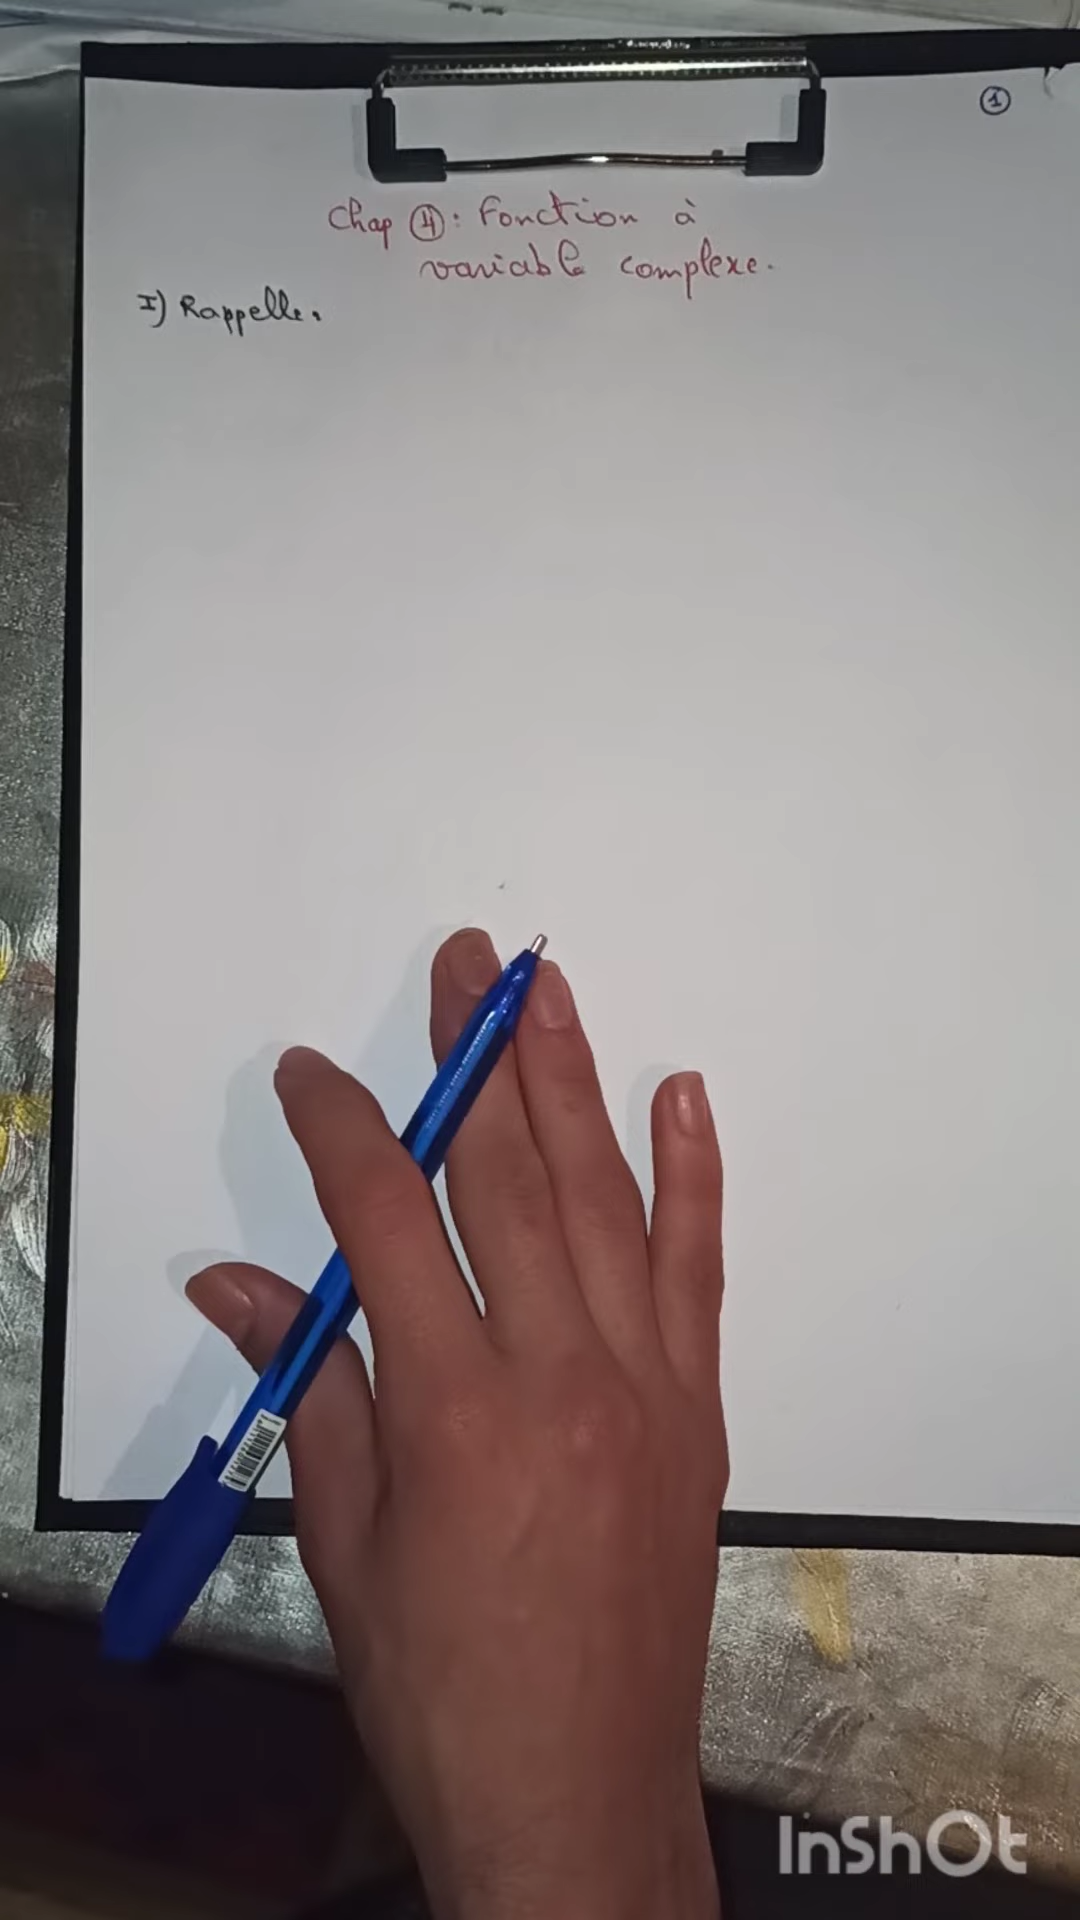 ①
Chap ④: Fonction à
variable complexe.
I) Rappelle.
InShOt